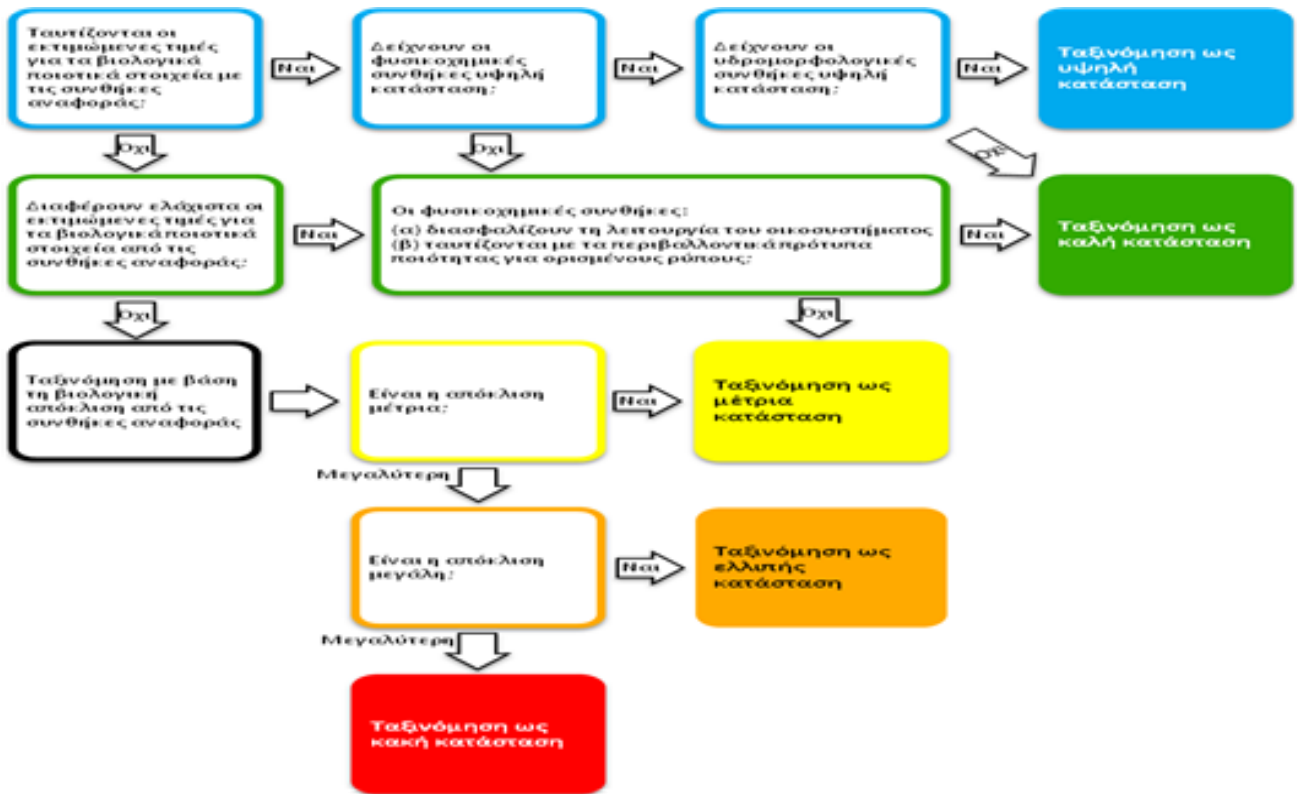 Ταυτίζονται οι
εκτιμώμενες τιμές
για τα βιολογικά
ποιοτικά στοιχεία με
τις συνθήκες
αναφοράς;
Ναι
Δείχνουν οι
φυσικοχημικές
συνθήκες υψηλή
κατάσταση;
Ναι
Δείχνουν οι
υδρομορφολογικές
συνθήκες υψηλή
κατάσταση;
Ναι
Ταξινόμηση ως
υψηλή
κατάσταση
Όχι
Όχι
Όχι
Διαφέρουν ελάχιστα οι
εκτιμώμενες τιμές για
τα βιολογικά ποιοτικά
στοιχεία από τις
συνθήκες αναφοράς;
Ναι
Οι φυσικοχημικές συνθήκες:
(α) διασφαλίζουν τη λειτουργία του οικοσυστήματος
(β) ταυτίζονται με τα περιβαλλοντικά πρότυπα
ποιότητας για ορισμένους ρύπους;
Ναι
Ταξινόμηση ως
καλή κατάσταση
Όχι
Όχι
Ταξινόμηση με βάση
τη βιολογική
απόκλιση από τις
συνθήκες αναφοράς
Είναι η απόκλιση
μέτρια;
Ναι
Ταξινόμηση ως
μέτρια
κατάσταση
Μεγαλύτερη
Είναι η απόκλιση
μεγάλη;
Ναι
Ταξινόμηση ως
ελλιπής
κατάσταση
Μεγαλύτερη
Ταξινόμηση ως
κακή κατάσταση